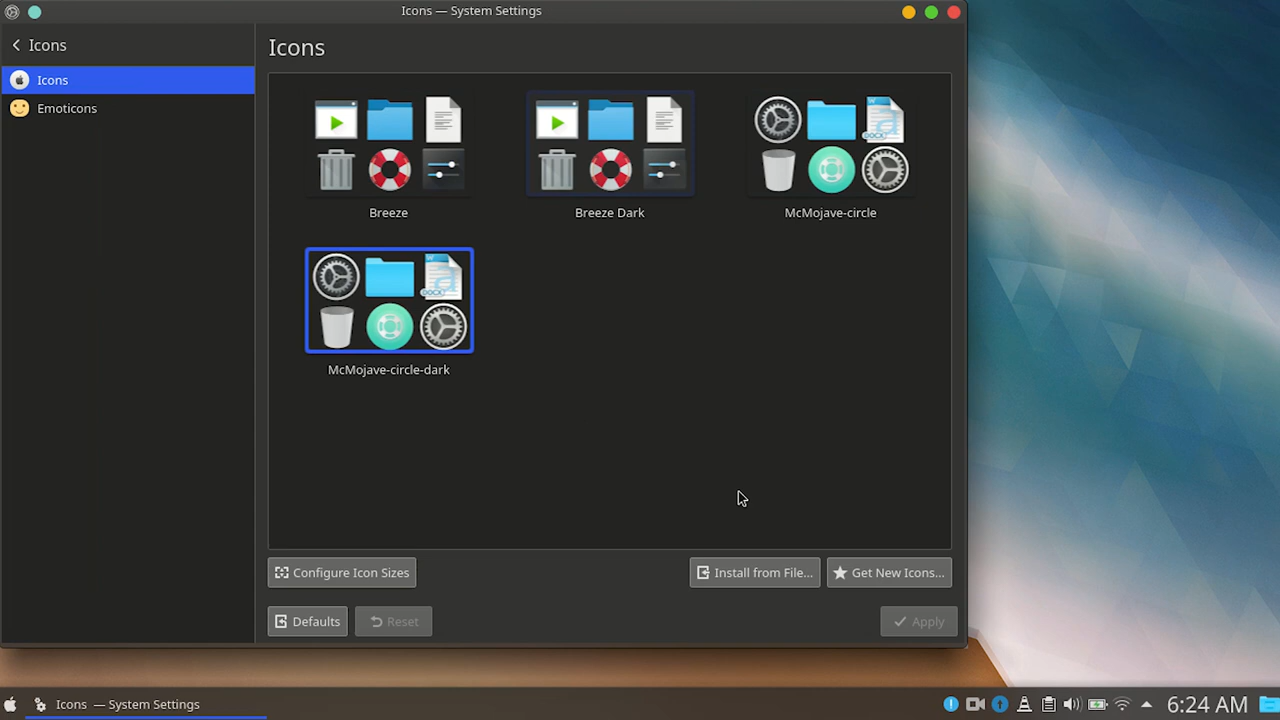 Icons — System Settings
Icons
Icons
Icons
Emoticons
Breeze
Breeze Dark
McMojave-circle
McMojave-circle-dark
Configure Icon Sizes
Install from File...
Get New Icons...
Defaults
Reset
Apply
Icons — System Settings
6:24 AM